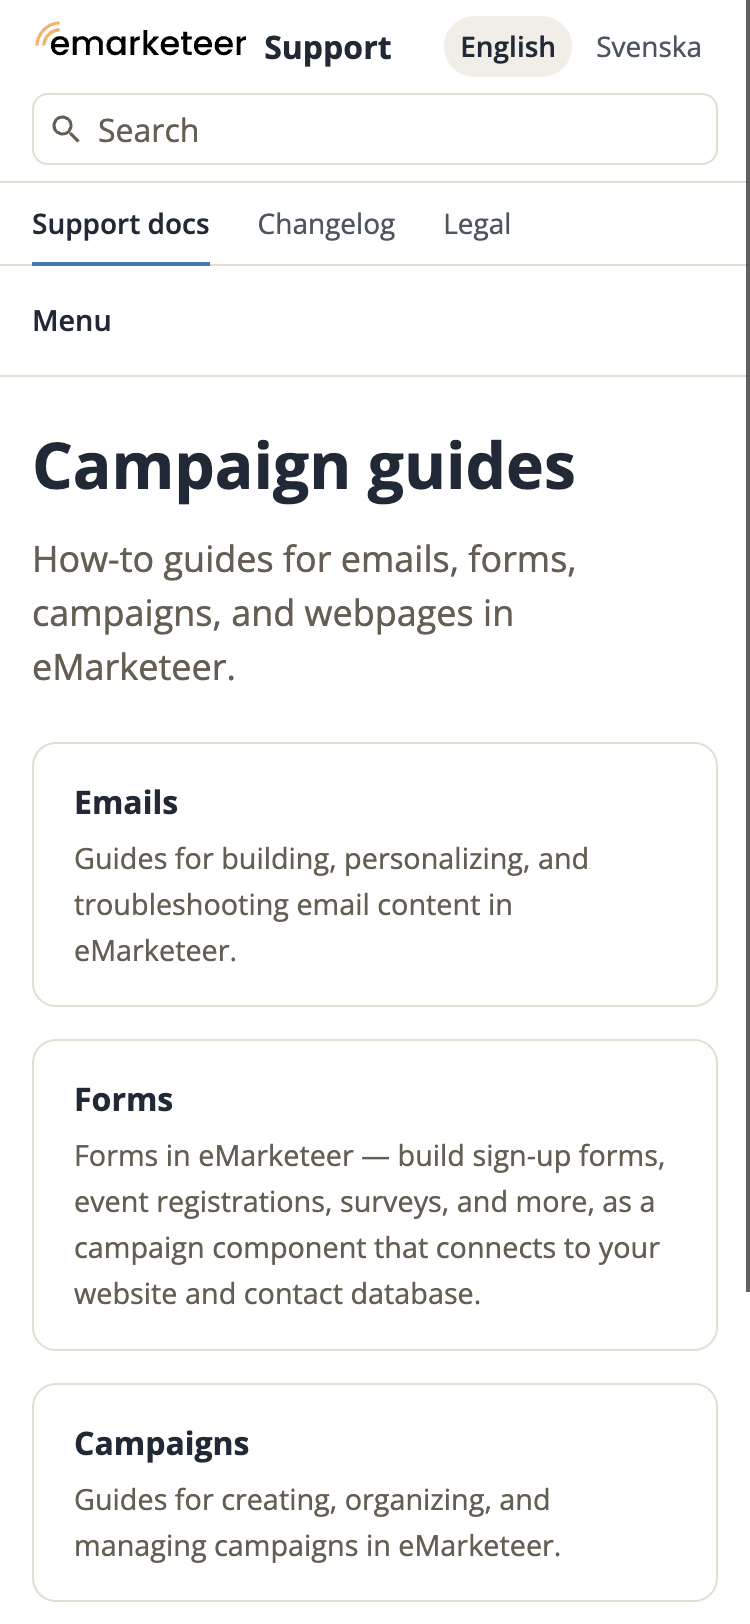 emarketeer Support English Svenska
Search
Support docs Changelog Legal
Menu
Campaign guides
How-to guides for emails, forms,
campaigns, and webpages in
eMarketeer.
Emails
Guides for building, personalizing, and
troubleshooting email content in
eMarketeer.
Forms
Forms in eMarketeer — build sign-up forms,
event registrations, surveys, and more, as a
campaign component that connects to your
website and contact database.
Campaigns
Guides for creating, organizing, and
managing campaigns in eMarketeer.